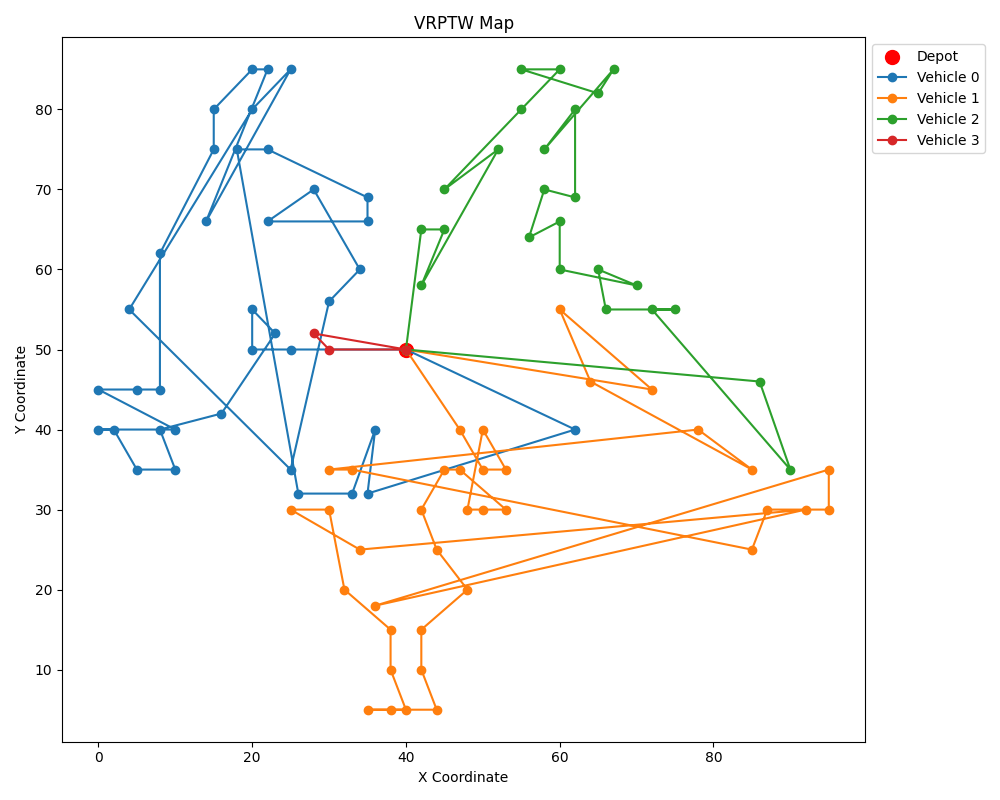 VRPTW Map
Depot
Vehicle 0
Vehicle 1
Vehicle 2
Vehicle 3
Y Coordinate
80
70
60
50
40
30
20
10
0
20
40
60
80
X Coordinate